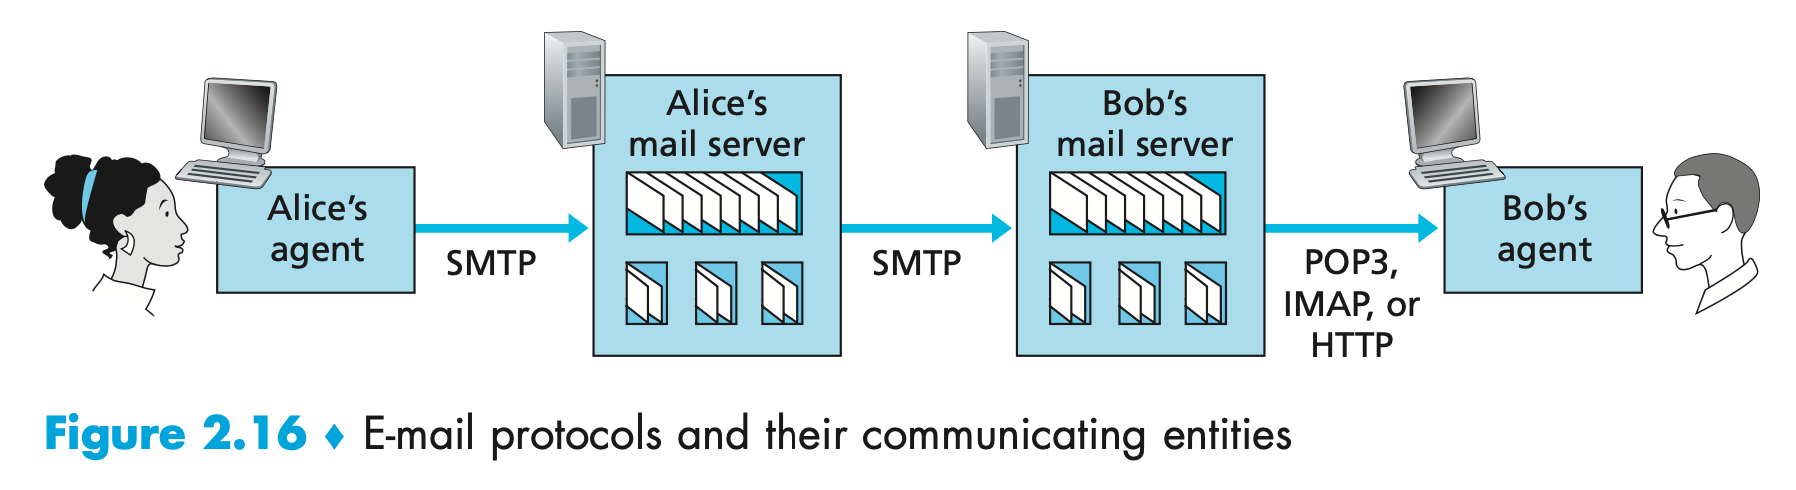 Alice's
agent
SMTP
Alice's
mail server
SMTP
Bob's
mail server
POP3,
IMAP, or
HTTP
Bob's
agent
Figure 2.16 ♦ E-mail protocols and their communicating entities